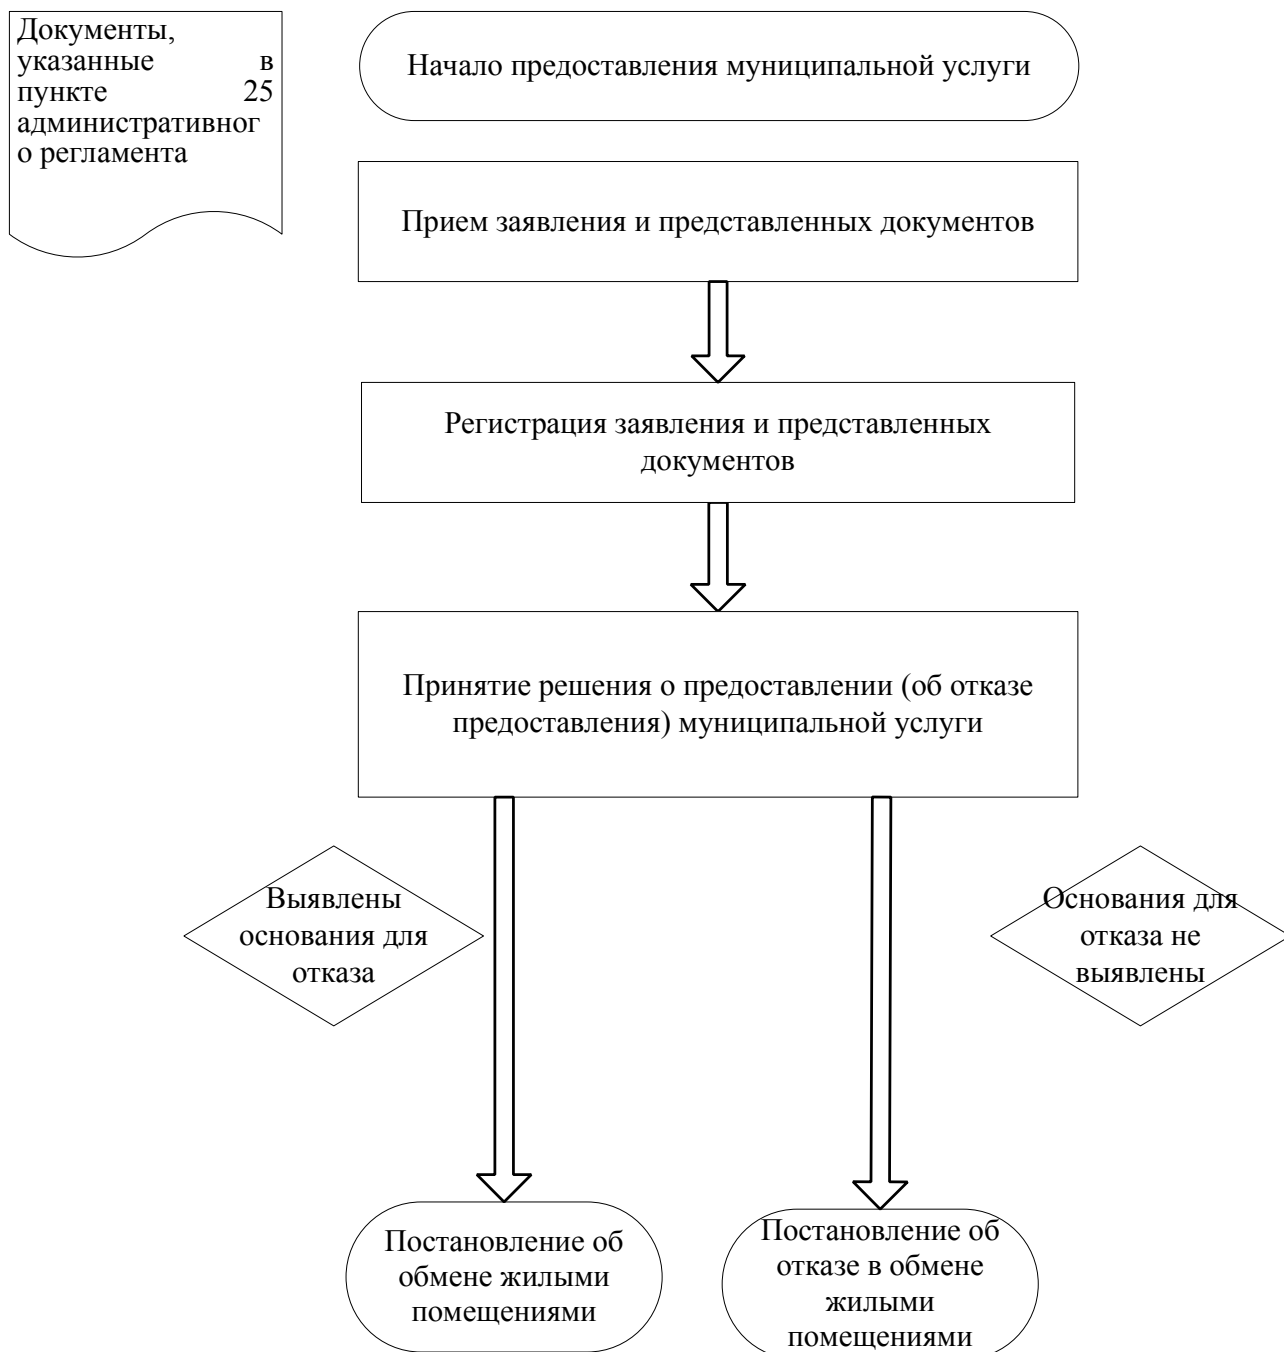 Документы,
указанные в
пункте 25
административног
о регламента
Начало предоставления муниципальной услуги
Прием заявления и представленных документов
Регистрация заявления и представленных
документов
Принятие решения о предоставлении (об отказе
предоставления) муниципальной услуги
Выявлены
основания для
отказа
Основания для
отказа не
выявлены
Постановление об
обмене жилыми
помещениями
Постановление об
отказе в обмене
жилыми
помещениями